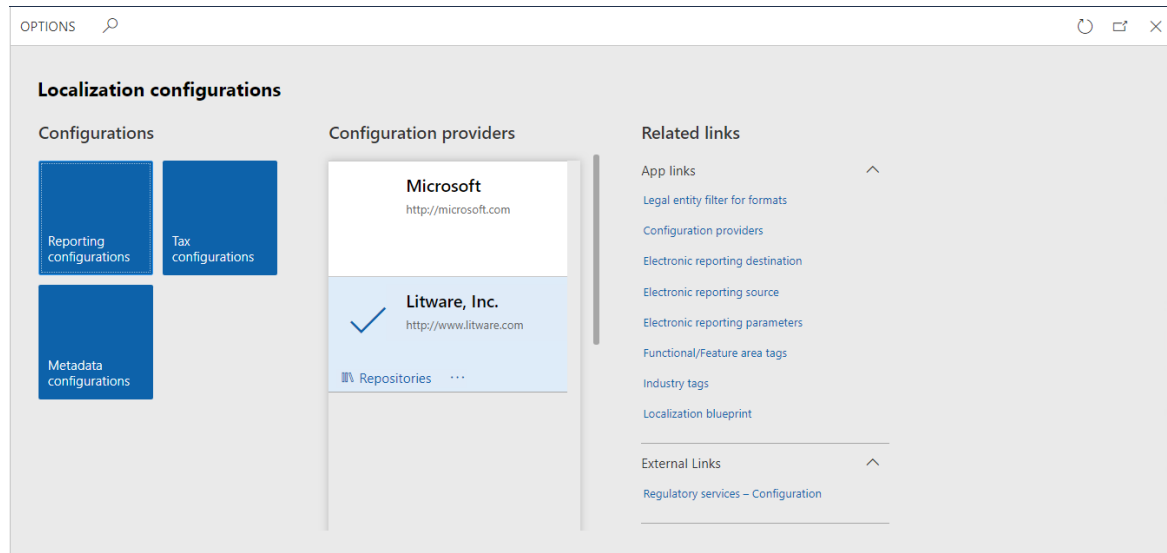 OPTIONS
Localization configurations
Configurations
Reporting
configurations
Tax
configurations
Metadata
configurations
Configuration providers
Microsoft
http://microsoft.com
Litware, Inc.
http://www.litware.com
Repositories ···
Related links
App links
Legal entity filter for formats
Configuration providers
Electronic reporting destination
Electronic reporting source
Electronic reporting parameters
Functional/Feature area tags
Industry tags
Localization blueprint
External Links
Regulatory services – Configuration